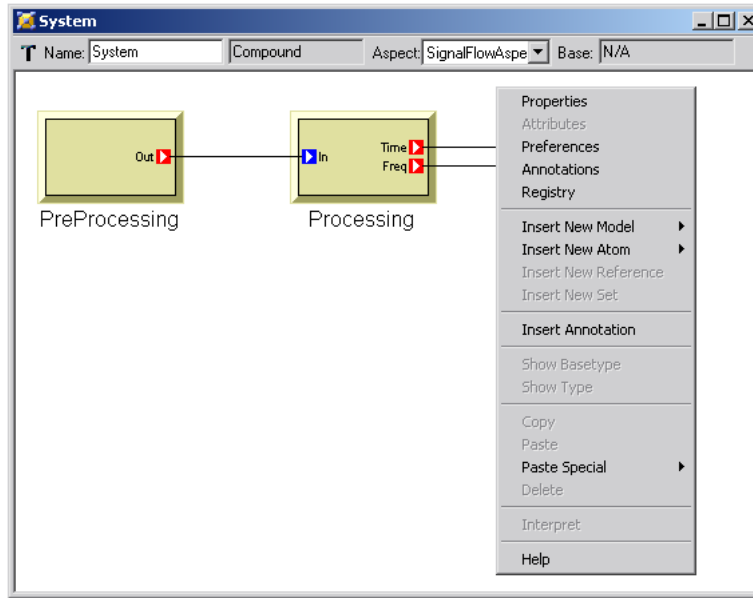 System
Name: System Compound Aspect: SignalFlowAspe Base: N/A
Out
In
Time
Freq
PreProcessing
Processing
Properties
Attributes
Preferences
Annotations
Registry
Insert New Model
Insert New Atom
Insert New Reference
Insert New Set
Insert Annotation
Show Basetype
Show Type
Copy
Paste
Paste Special
Delete
Interpret
Help